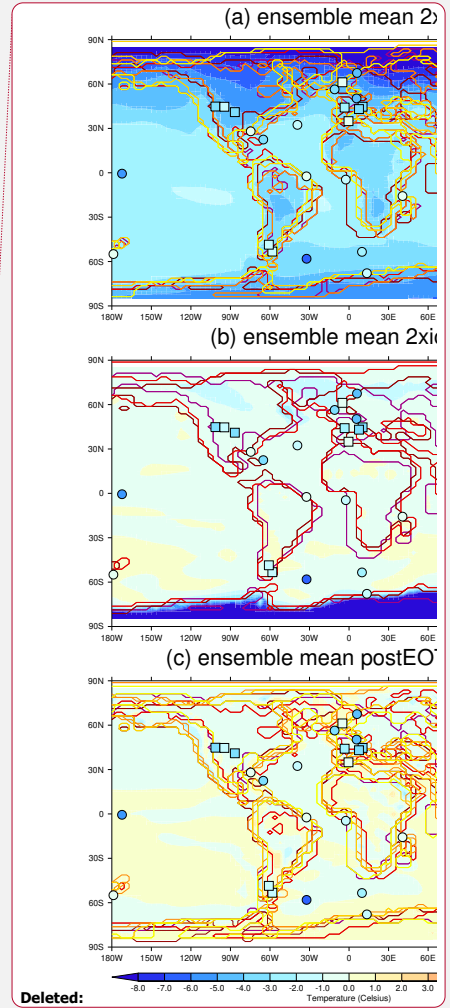 (a) ensemble mean 2x
90N
60N
30N
0
30S
60S
90S
180W 150W 120W 90W 60W 30W 0 30E 60E
(b) ensemble mean 2xic
90N
60N
30N
0
30S
60S
90S
180W 150W 120W 90W 60W 30W 0 30E 60E
(c) ensemble mean postEOT
90N
60N
30N
0
30S
60S
90S
180W 150W 120W 90W 60W 30W 0 30E 60E
-8.0 -7.0 -6.0 -5.0 -4.0 -3.0 -2.0 -1.0 0.0 1.0 2.0 3.0
Deleted: Temperature (Celsius)